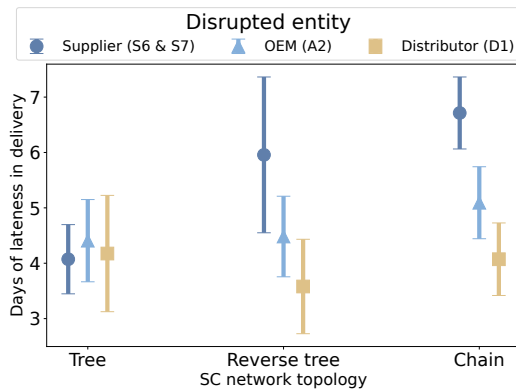 Disrupted entity
Supplier (S6 & S7) OEM (A2) Distributor (D1)
Days of lateness in delivery
7
6
5
4
3
Tree Reverse tree Chain
SC network topology